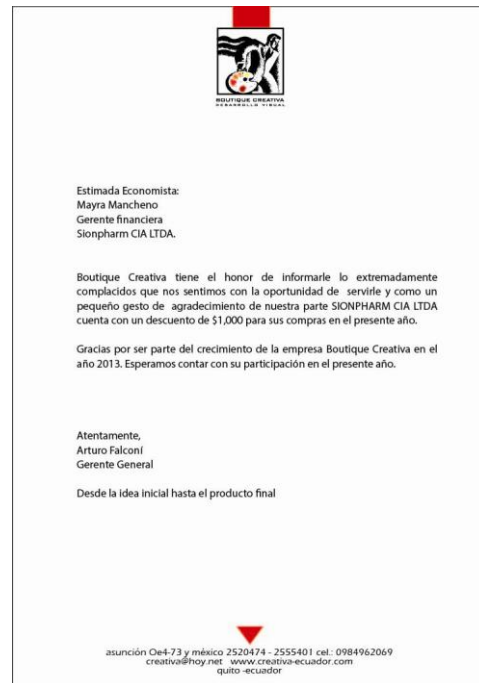 BOUTIQUE CREATIVA
DESARROLLO VISUAL
Estimada Economista:
Mayra Mancheno
Gerente financiera
Sionpharm CIA LTDA.
Boutique Creativa tiene el honor de informarle lo extremadamente
complacidos que nos sentimos con la oportunidad de servirle y como un
pequeño gesto de agradecimiento de nuestra parte SIONPHARM CIA LTDA
cuenta con un descuento de $1,000 para sus compras en el presente año.
Gracias por ser parte del crecimiento de la empresa Boutique Creativa en el
año 2013. Esperamos contar con su participación en el presente año.
Atentamente,
Arturo Falconí
Gerente General
Desde la idea inicial hasta el producto final
asunción Oe4-73 y méxico 2520474 - 2555401 cel.: 0984962069
creativa@hoy.net www.creativa-ecuador.com
quito -ecuador